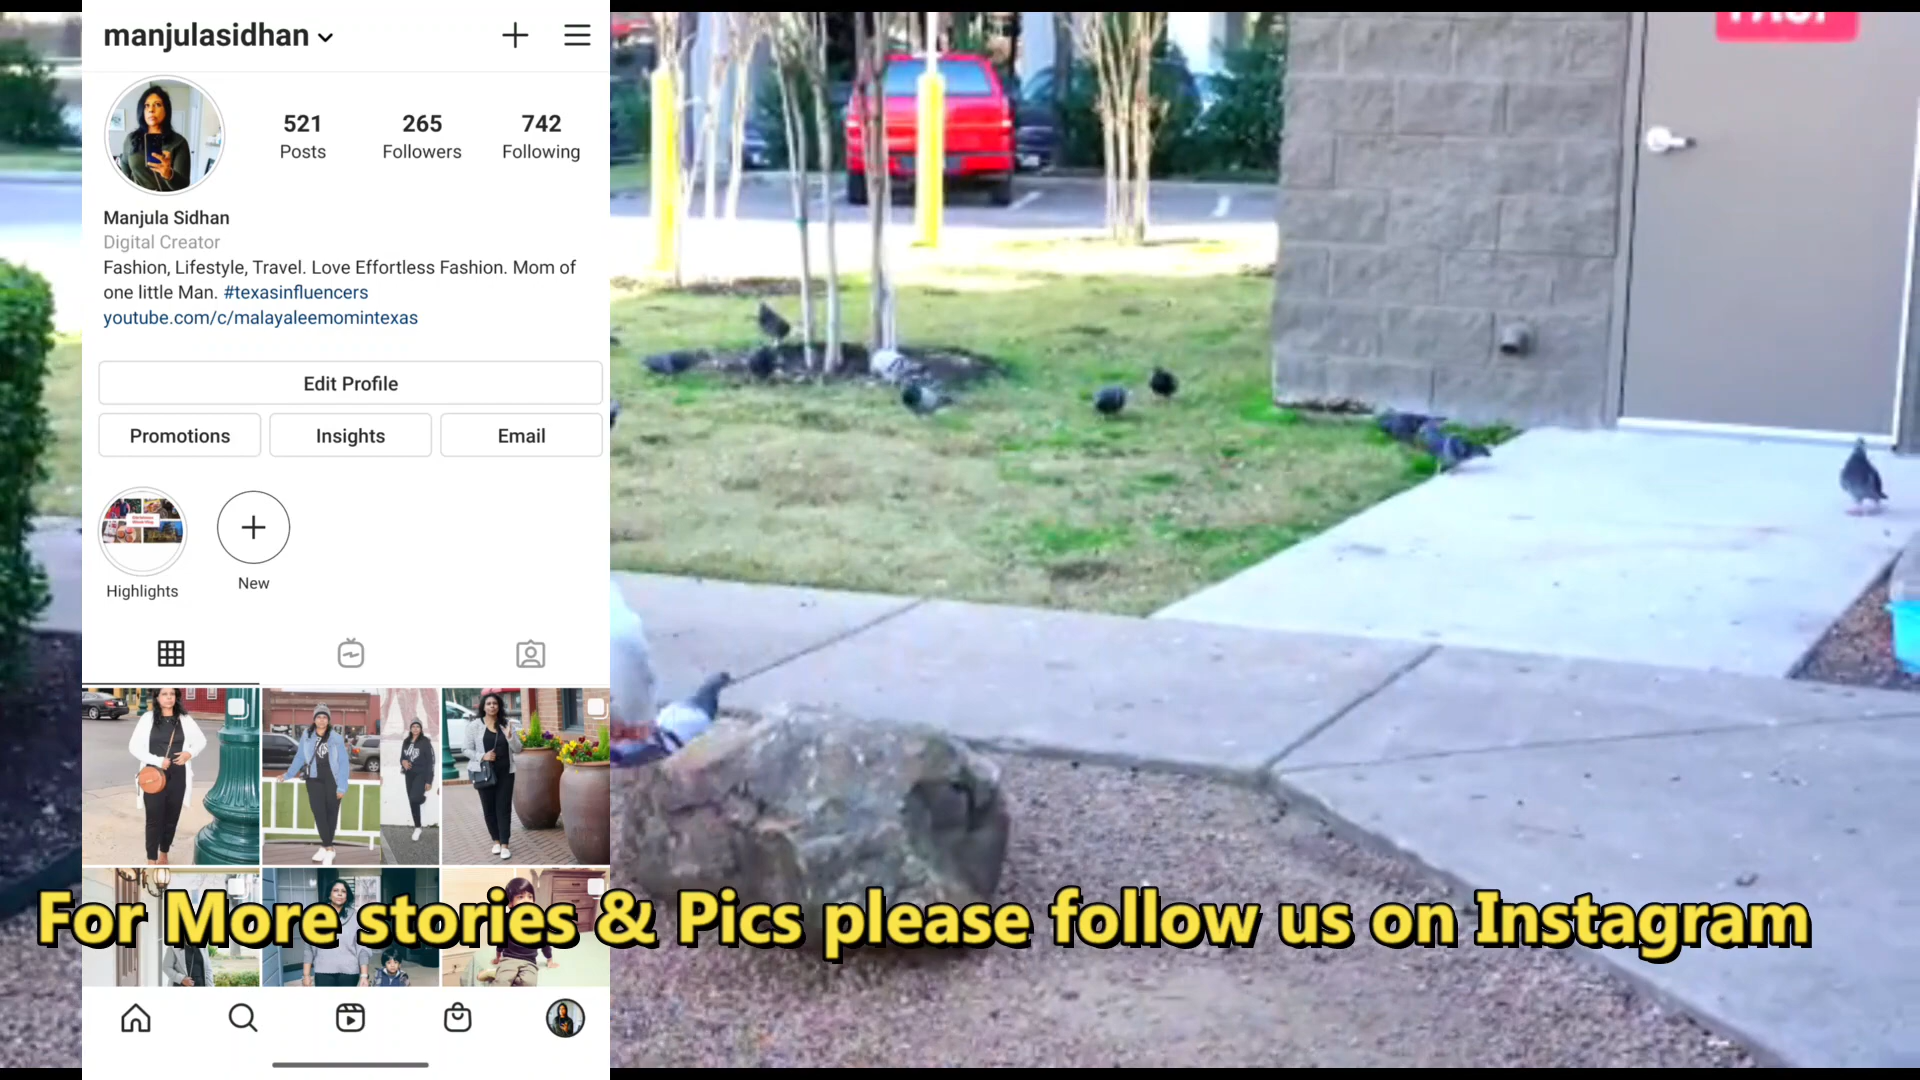 manjulasidhan
521
Posts
265
Followers
742
Following
Manjula Sidhan
Digital Creator
Fashion, Lifestyle, Travel. Love Effortless Fashion. Mom of
one little Man. #texasinfluencers
youtube.com/c/malayaleemomintexas
Edit Profile
Promotions
Insights
Email
Highlights
New
For More stories & Pics please follow us on Instagram